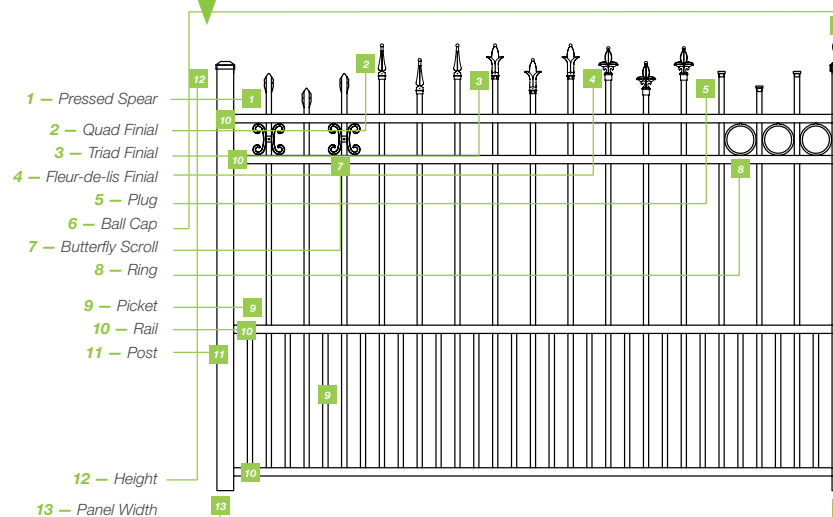 12
2
1 — Pressed Spear
1
3
4
5
10
2 — Quad Finial
3 — Triad Finial
10
7
8
4 — Fleur-de-lis Finial
5 — Plug
6 — Ball Cap
7 — Butterfly Scroll
8 — Ring
9 — Picket
9
10 — Rail
10
11 — Post
11
9
12 — Height
10
13 — Panel Width
13